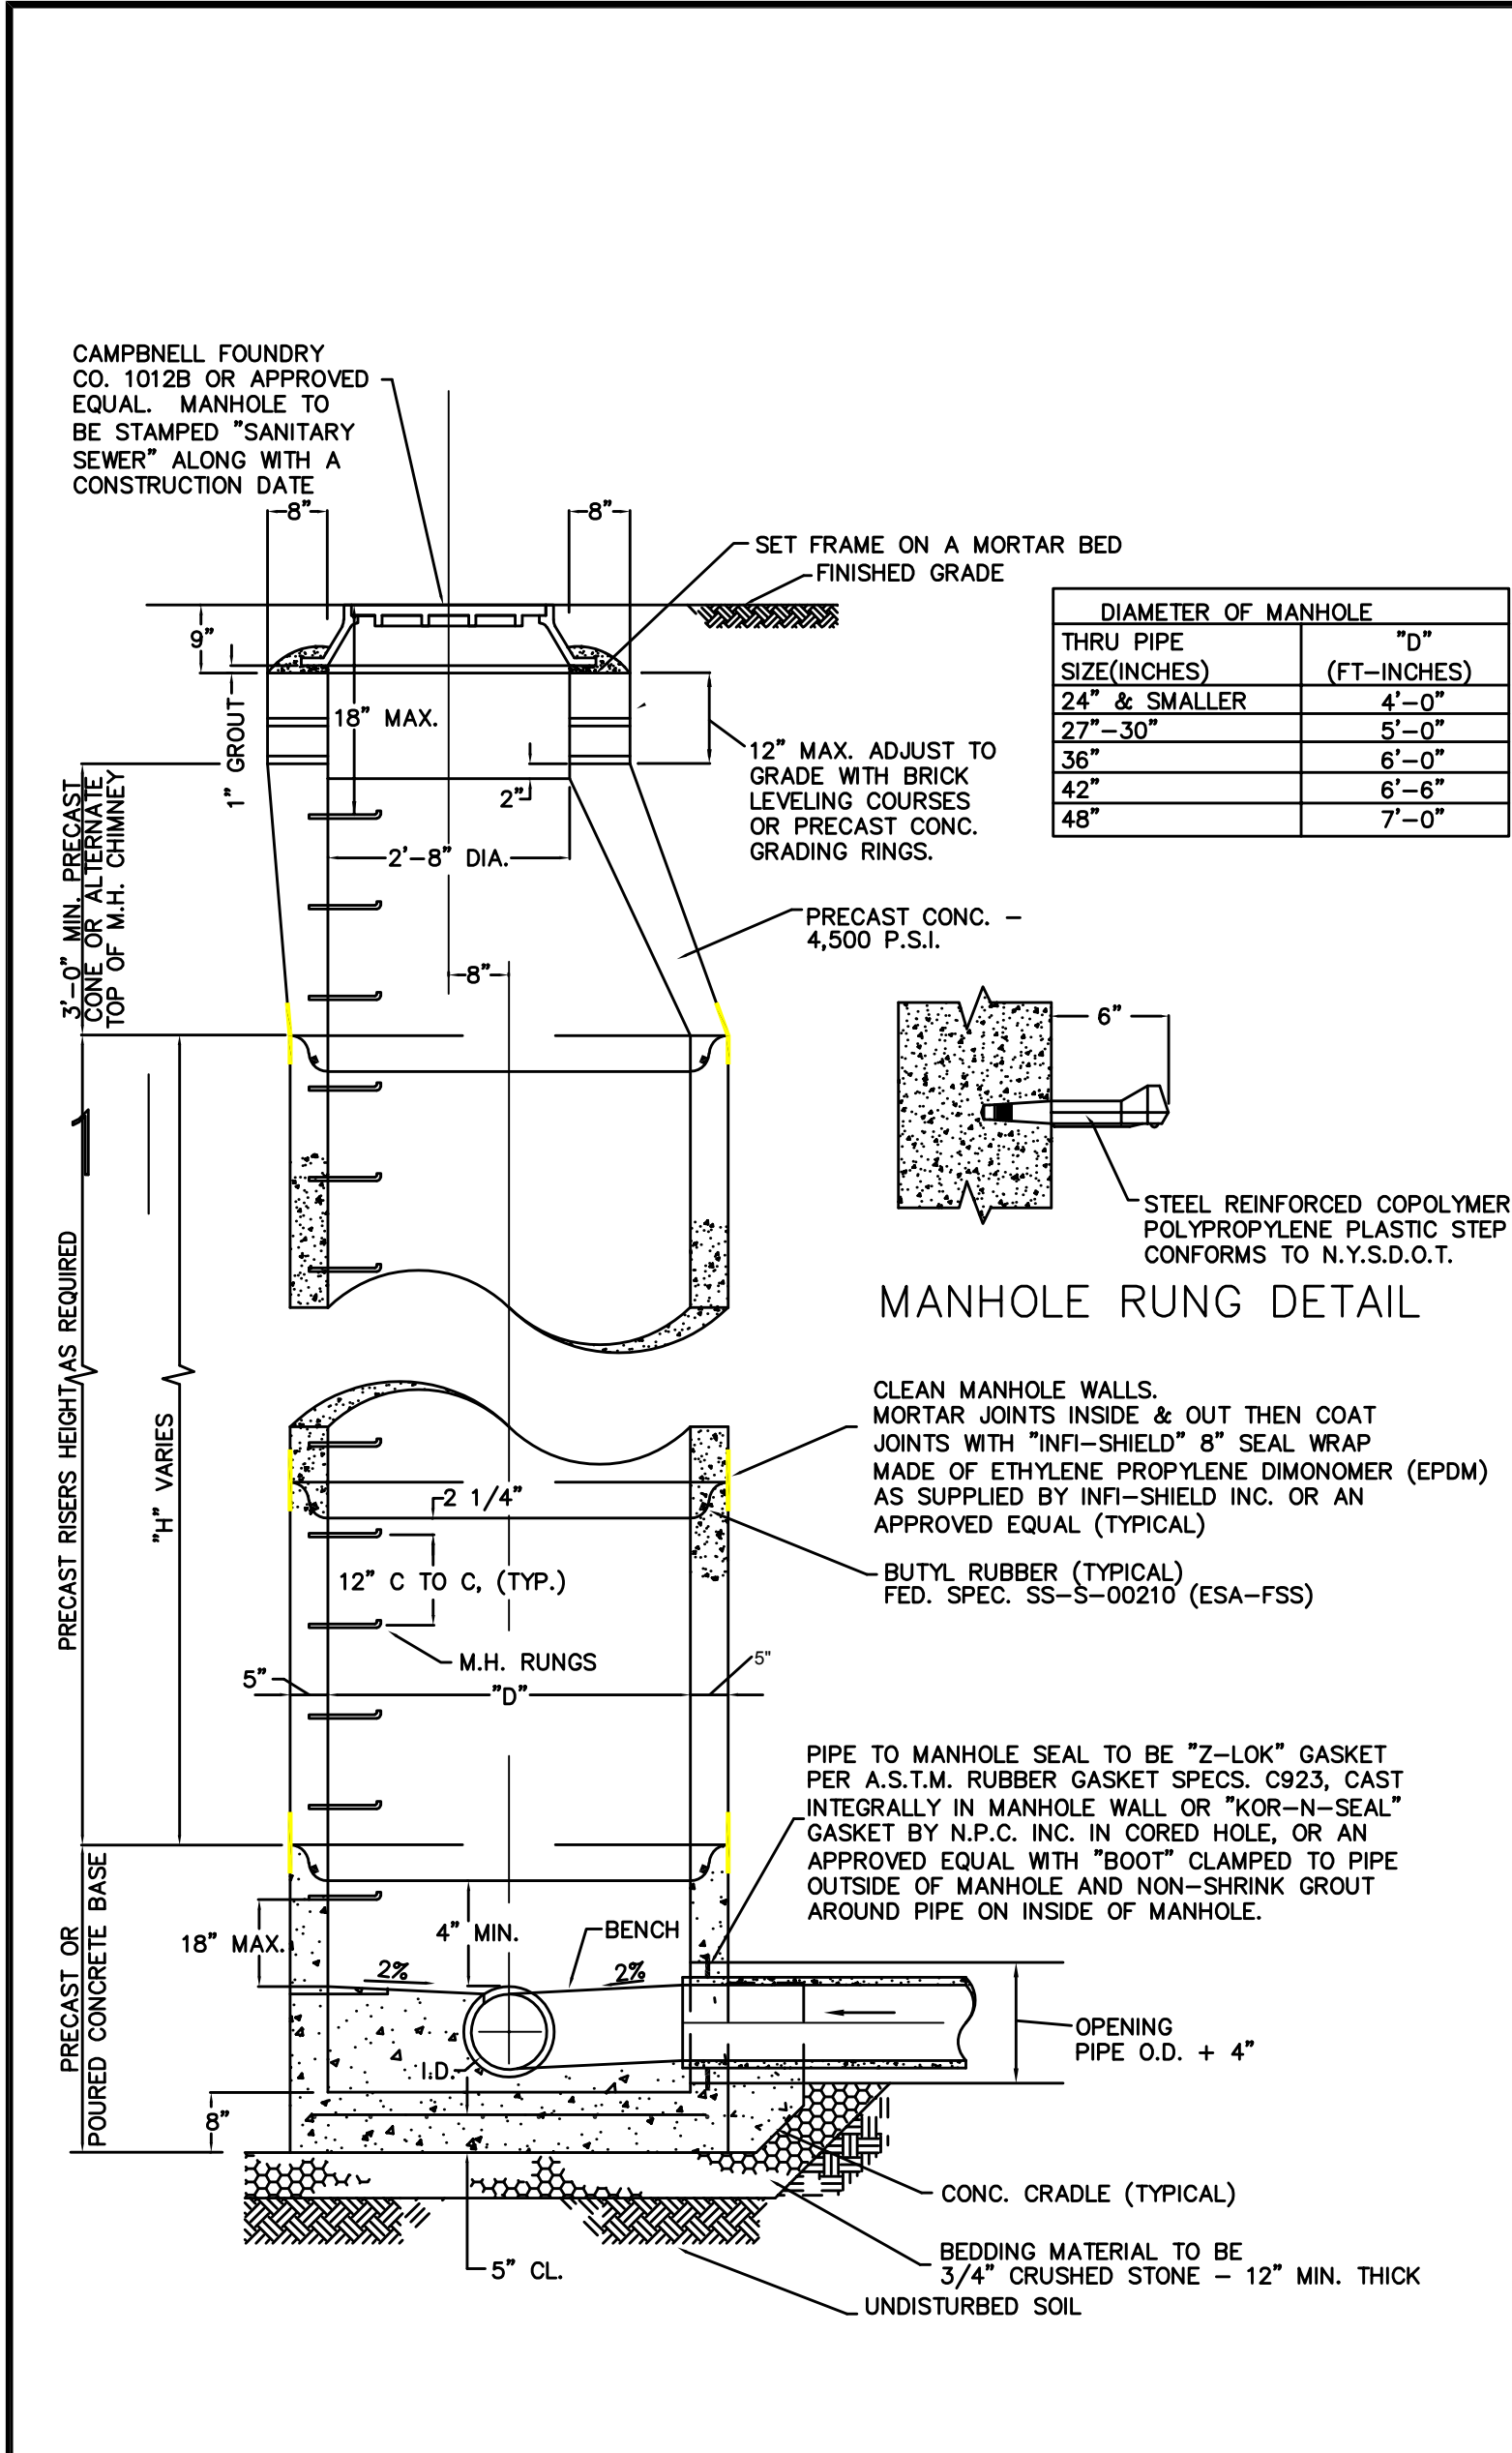 CAMPBNELL FOUNDRY
CO. 1012B OR APPROVED
EQUAL. MANHOLE TO
BE STAMPED "SANITARY
SEWER" ALONG WITH A
CONSTRUCTION DATE
8"
8"
SET FRAME ON A MORTAR BED
FINISHED GRADE
9"
1" GROUT
18" MAX.
12" MAX. ADJUST TO
GRADE WITH BRICK
LEVELING COURSES
OR PRECAST CONC.
GRADING RINGS.
2"
2'-8" DIA.
3'-0" MIN. PRECAST
CONE OR ALTERNATE
TOP OF M.H. CHIMNEY
PRECAST CONC. -
4,500 P.S.I.
8"
DIAMETER OF MANHOLE
THRU PIPE
SIZE(INCHES)
"D"
(FT-INCHES)
24" & SMALLER 4'-0"
27"-30" 5'-0"
36" 6'-0"
42" 6'-6"
48" 7'-0"
6"
STEEL REINFORCED COPOLYMER
POLYPROPYLENE PLASTIC STEP
CONFORMS TO N.Y.S.D.O.T.
MANHOLE RUNG DETAIL
1
PRECAST RISERS HEIGHT AS REQUIRED
"H" VARIES
CLEAN MANHOLE WALLS.
MORTAR JOINTS INSIDE & OUT THEN COAT
JOINTS WITH "INFI-SHIELD" 8" SEAL WRAP
MADE OF ETHYLENE PROPYLENE DIMONOMER (EPDM)
AS SUPPLIED BY INFI-SHIELD INC. OR AN
APPROVED EQUAL (TYPICAL)
2 1/4"
12" C TO C, (TYP.)
BUTYL RUBBER (TYPICAL)
FED. SPEC. SS-S-00210 (ESA-FSS)
M.H. RUNGS
5"
"D"
5"
PIPE TO MANHOLE SEAL TO BE "Z-LOK" GASKET
PER A.S.T.M. RUBBER GASKET SPECS. C923, CAST
INTEGRALLY IN MANHOLE WALL OR "KOR-N-SEAL"
GASKET BY N.P.C. INC. IN CORED HOLE, OR AN
APPROVED EQUAL WITH "BOOT" CLAMPED TO PIPE
OUTSIDE OF MANHOLE AND NON-SHRINK GROUT
AROUND PIPE ON INSIDE OF MANHOLE.
PRECAST OR
POURED CONCRETE BASE
18" MAX.
4" MIN.
BENCH
2%
2%
I.D.
OPENING
PIPE O.D. + 4"
8"
CONC. CRADLE (TYPICAL)
5" CL.
BEDDING MATERIAL TO BE
3/4" CRUSHED STONE - 12" MIN. THICK
UNDISTURBED SOIL